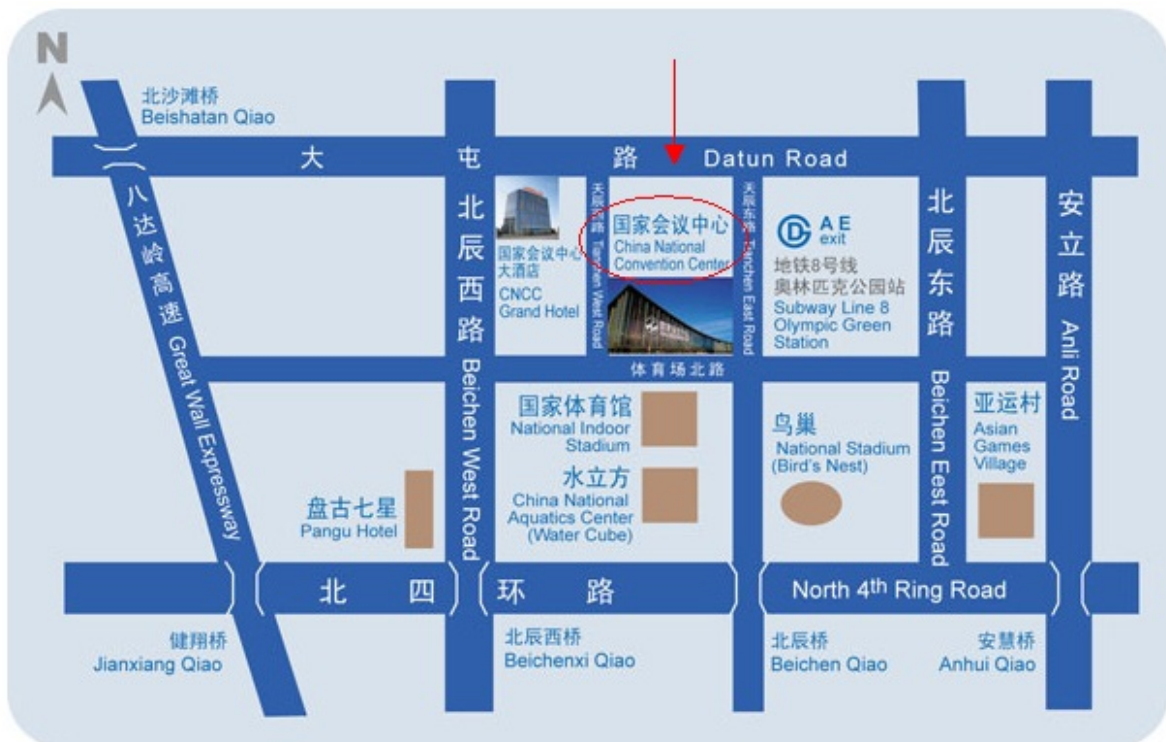 N
北沙滩桥
Beishatan Qiao
大屯路 Datun Road
八达岭高速 Great Wall Expressway
北辰西路 Beichen West Road
国家会议中心
大酒店
CNCC
Grand Hotel
天辰西路 Tianchen West Road
国家会议中心
China National
Convention Center
天辰东路 Tianchen East Road
A E
exit
地铁8号线
奥林匹克公园站
Subway Line 8
Olympic Green
Station
北辰东路 Beichen Eest Road
安立路 Anli Road
体育场北路
国家体育馆
National Indoor
Stadium
水立方
China National
Aquatics Center
(Water Cube)
盘古七星
Pangu Hotel
鸟巢
National Stadium
(Bird's Nest)
亚运村
Asian
Games
Village
北四环路 North 4th Ring Road
健翔桥
Jianxiang Qiao
北辰西桥
Beichenxi Qiao
北辰桥
Beichen Qiao
安慧桥
Anhui Qiao